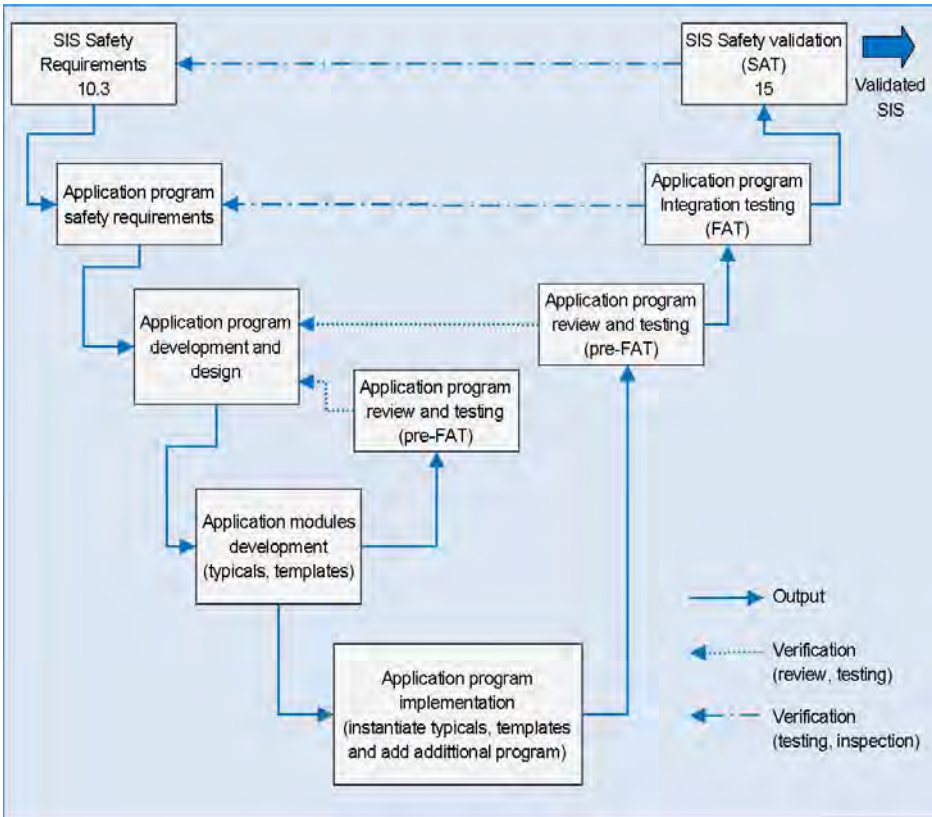 SIS Safety
Requirements
10.3
SIS Safety validation
(SAT)
15
Validated
SIS
Application program
safety requirements
Application program
Integration testing
(FAT)
Application program
development and
design
Application program
review and testing
(pre-FAT)
Application program
review and testing
(pre-FAT)
Application modules
development
(typicals, templates)
Application program
implementation
(instantiate typicals, templates
and add addittional program)
Output
Verification
(review, testing)
Verification
(testing, inspection)